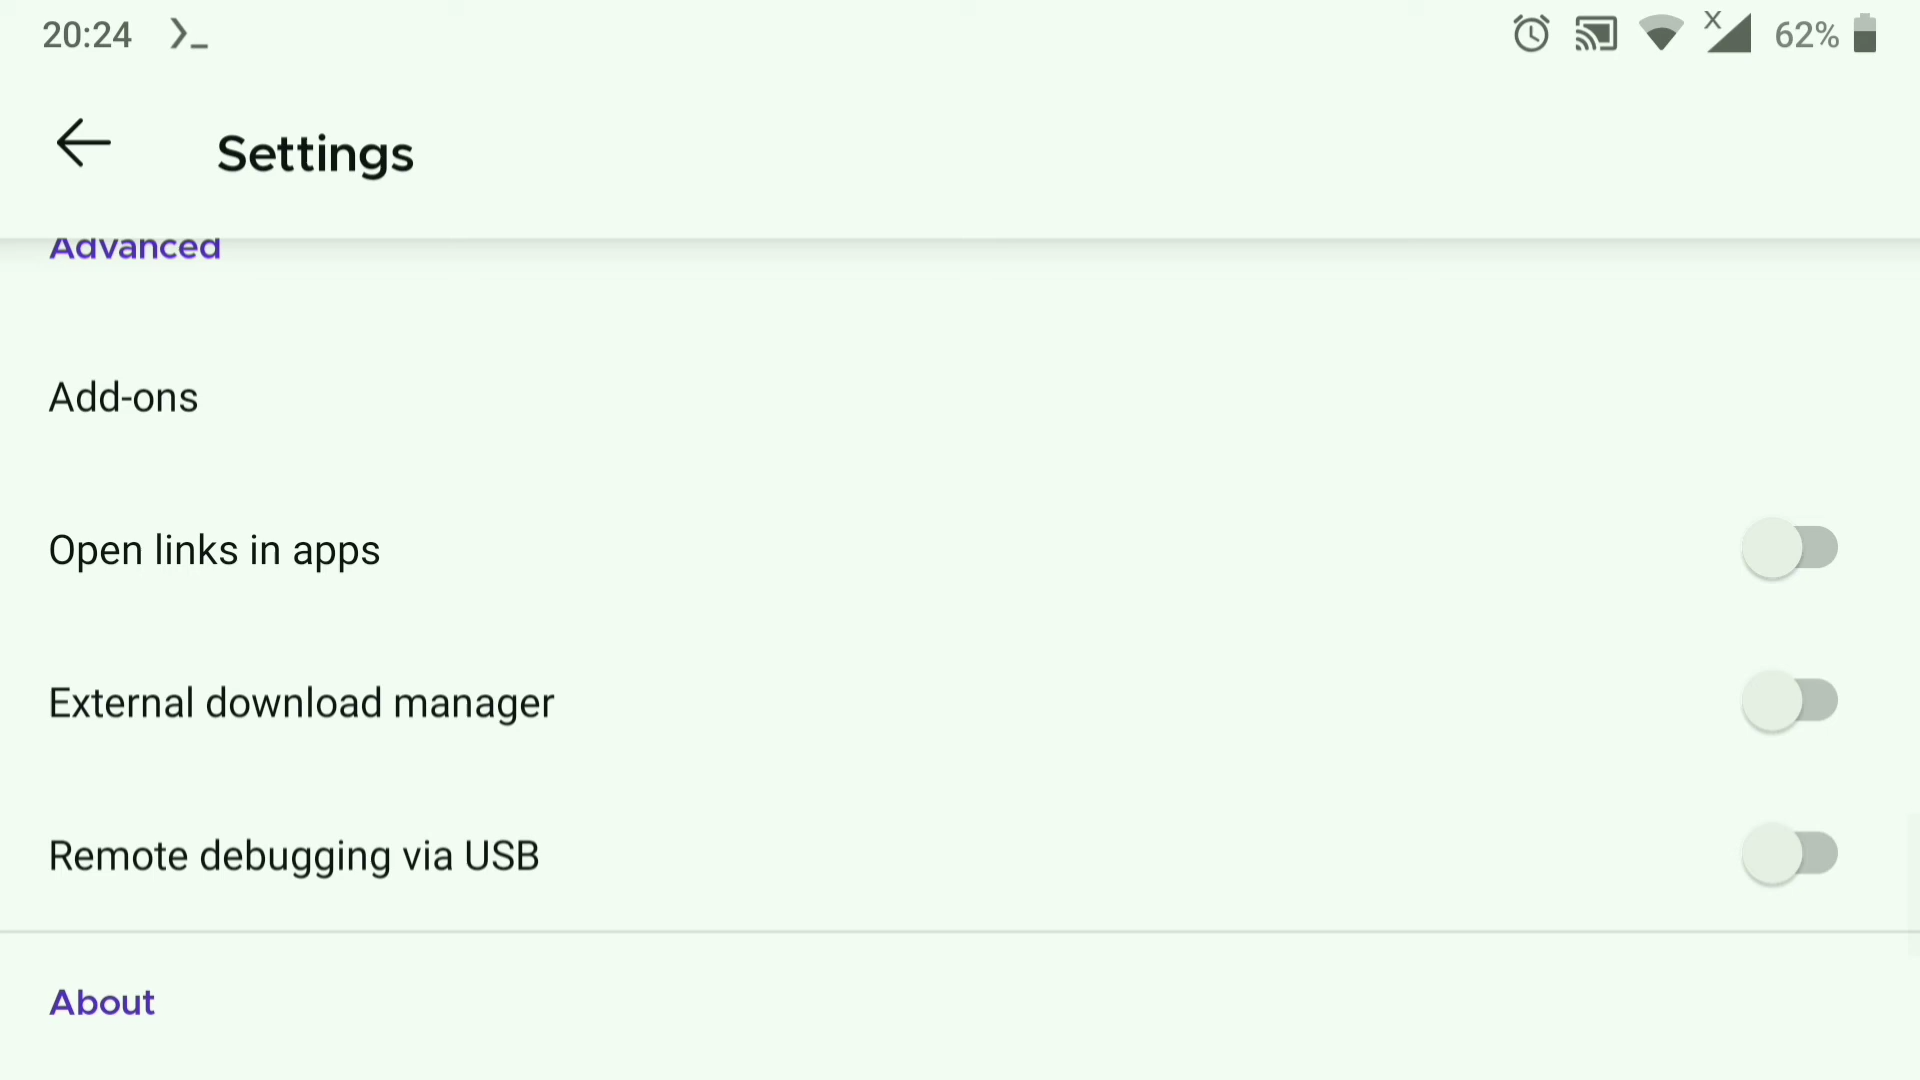 20:24 62%
Settings
Advanced
Add-ons
Open links in apps
External download manager
Remote debugging via USB
About